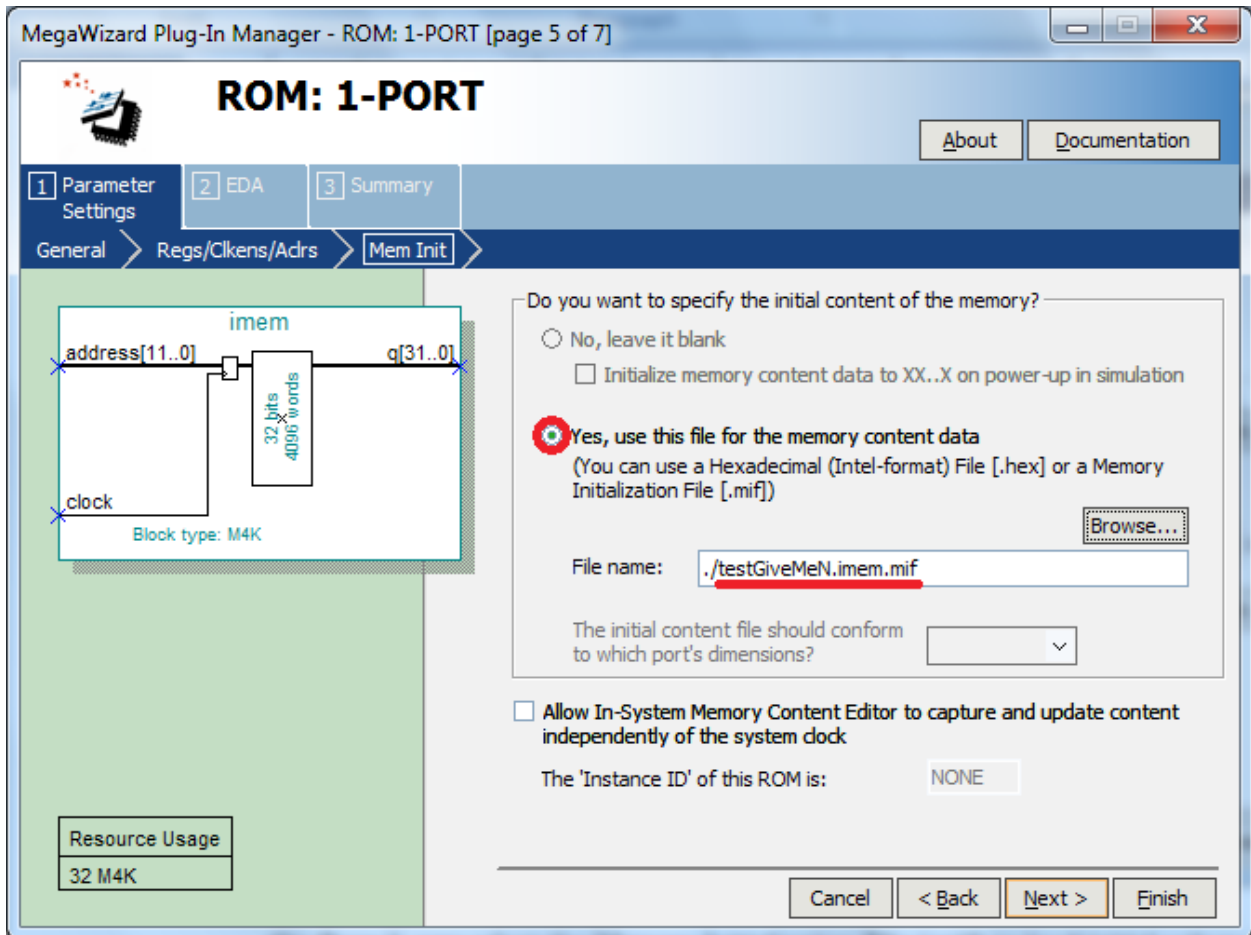 MegaWizard Plug-In Manager - ROM: 1-PORT [page 5 of 7]
X
ROM: 1-PORT
About
Documentation
1 Parameter Settings
2 EDA
3 Summary
General
Regs/Clkens/Aclrs
Mem Init
imem
address[11..0]
q[31..0]
32 bits
4096 words
clock
Block type: M4K
Resource Usage
32 M4K
Do you want to specify the initial content of the memory?
No, leave it blank
Initialize memory content data to XX..X on power-up in simulation
Yes, use this file for the memory content data
(You can use a Hexadecimal (Intel-format) File [.hex] or a Memory
Initialization File [.mif])
Browse...
File name:
./testGiveMeN.imem.mif
The initial content file should conform
to which port's dimensions?
Allow In-System Memory Content Editor to capture and update content
independently of the system clock
The 'Instance ID' of this ROM is:
NONE
Cancel
< Back
Next >
Finish